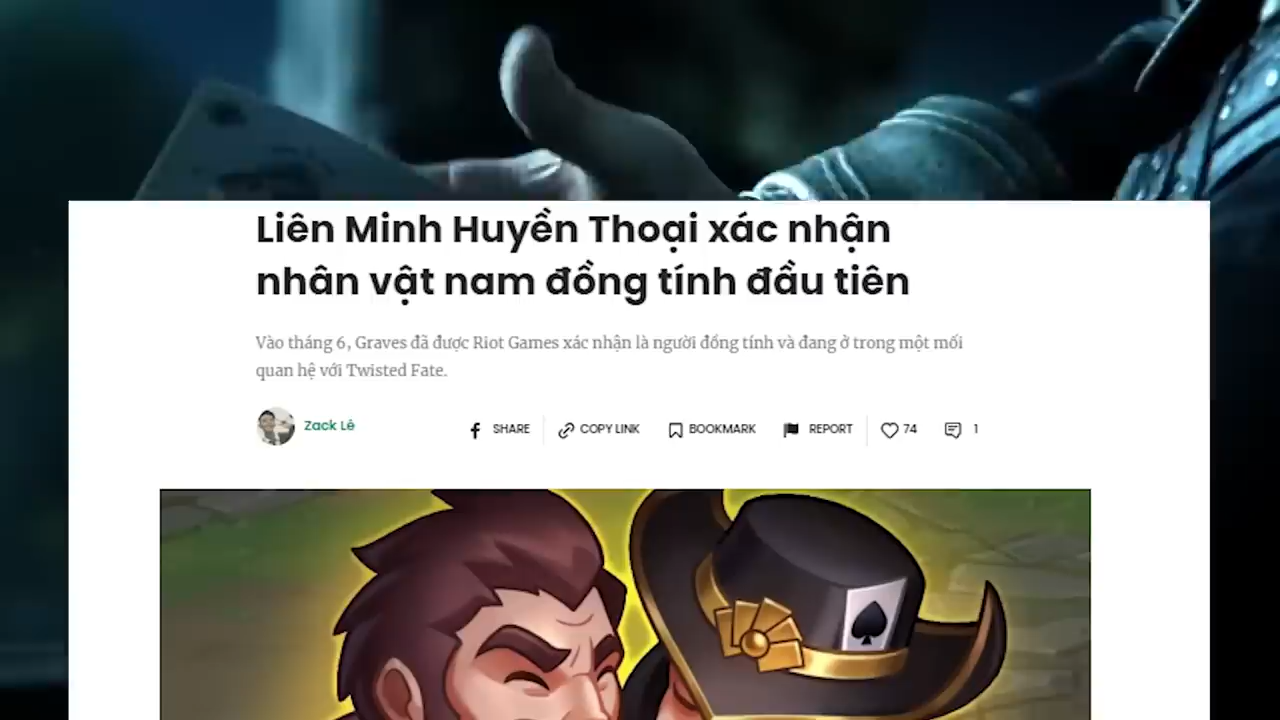 Liên Minh Huyền Thoại xác nhận
nhân vật nam đồng tính đầu tiên
Vào tháng 6, Graves đã được Riot Games xác nhận là người đồng tính và đang ở trong một mối
quan hệ với Twisted Fate.
Zack Lê
SHARE COPY LINK BOOKMARK REPORT 74 1